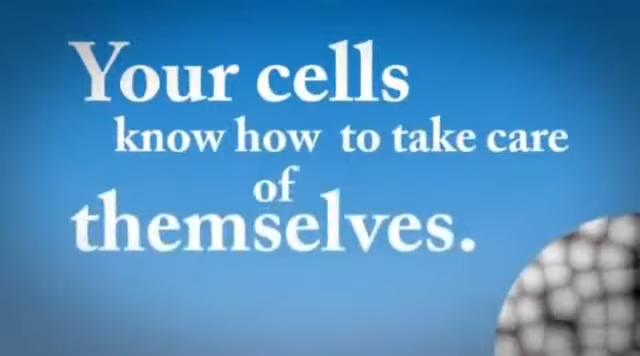 Your cells
know how to take care
of
themselves.